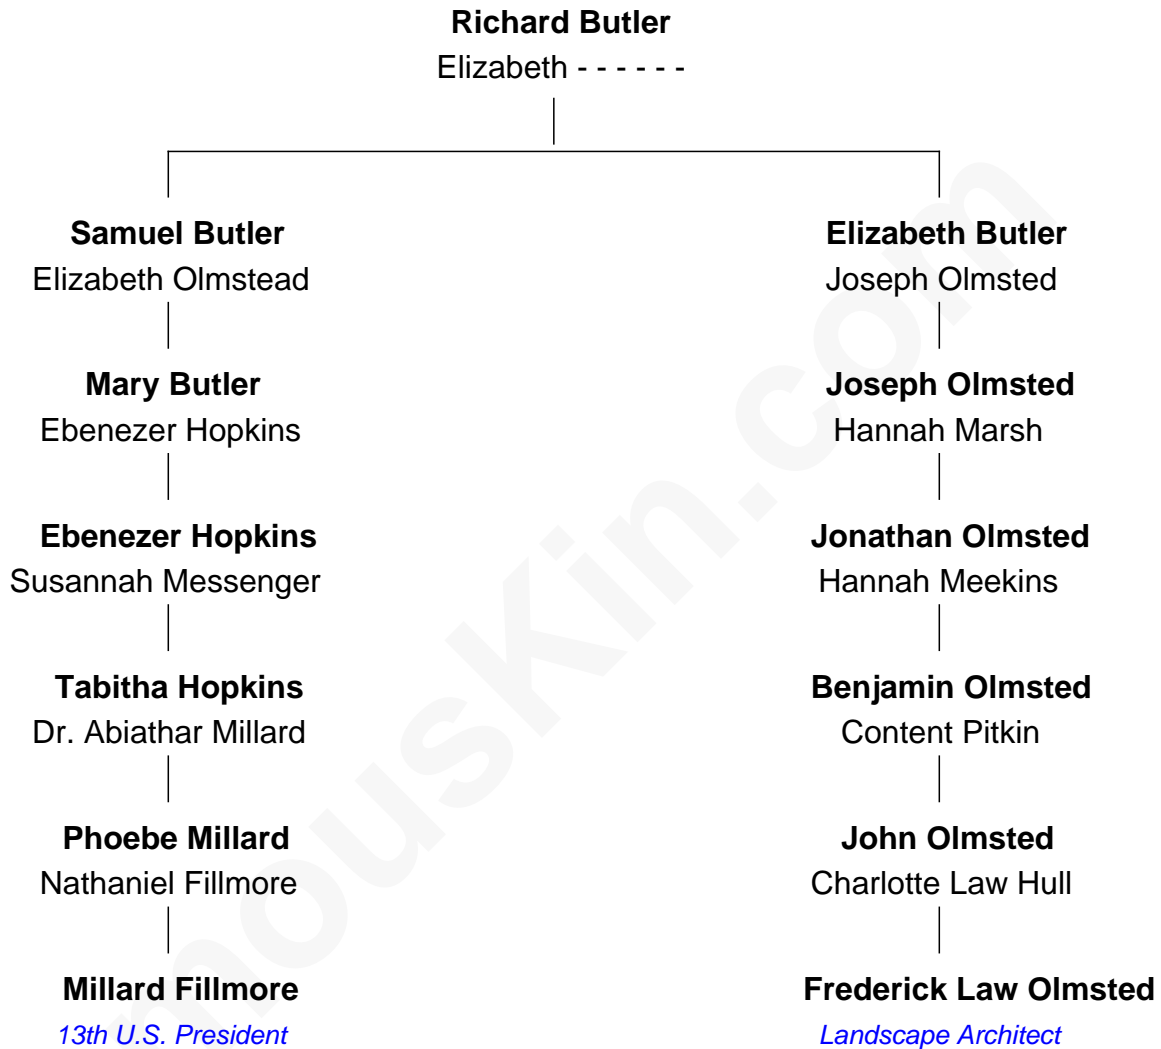 Richard Butler
Elizabeth - - - - - -
Samuel Butler
Elizabeth Olmstead
Elizabeth Butler
Joseph Olmsted
Mary Butler
Ebenezer Hopkins
Joseph Olmsted
Hannah Marsh
Ebenezer Hopkins
Susannah Messenger
Jonathan Olmsted
Hannah Meekins
Tabitha Hopkins
Dr. Abiathar Millard
Benjamin Olmsted
Content Pitkin
Phoebe Millard
Nathaniel Fillmore
John Olmsted
Charlotte Law Hull
Millard Fillmore
13th U.S. President
Frederick Law Olmsted
Landscape Architect
mousKin.com